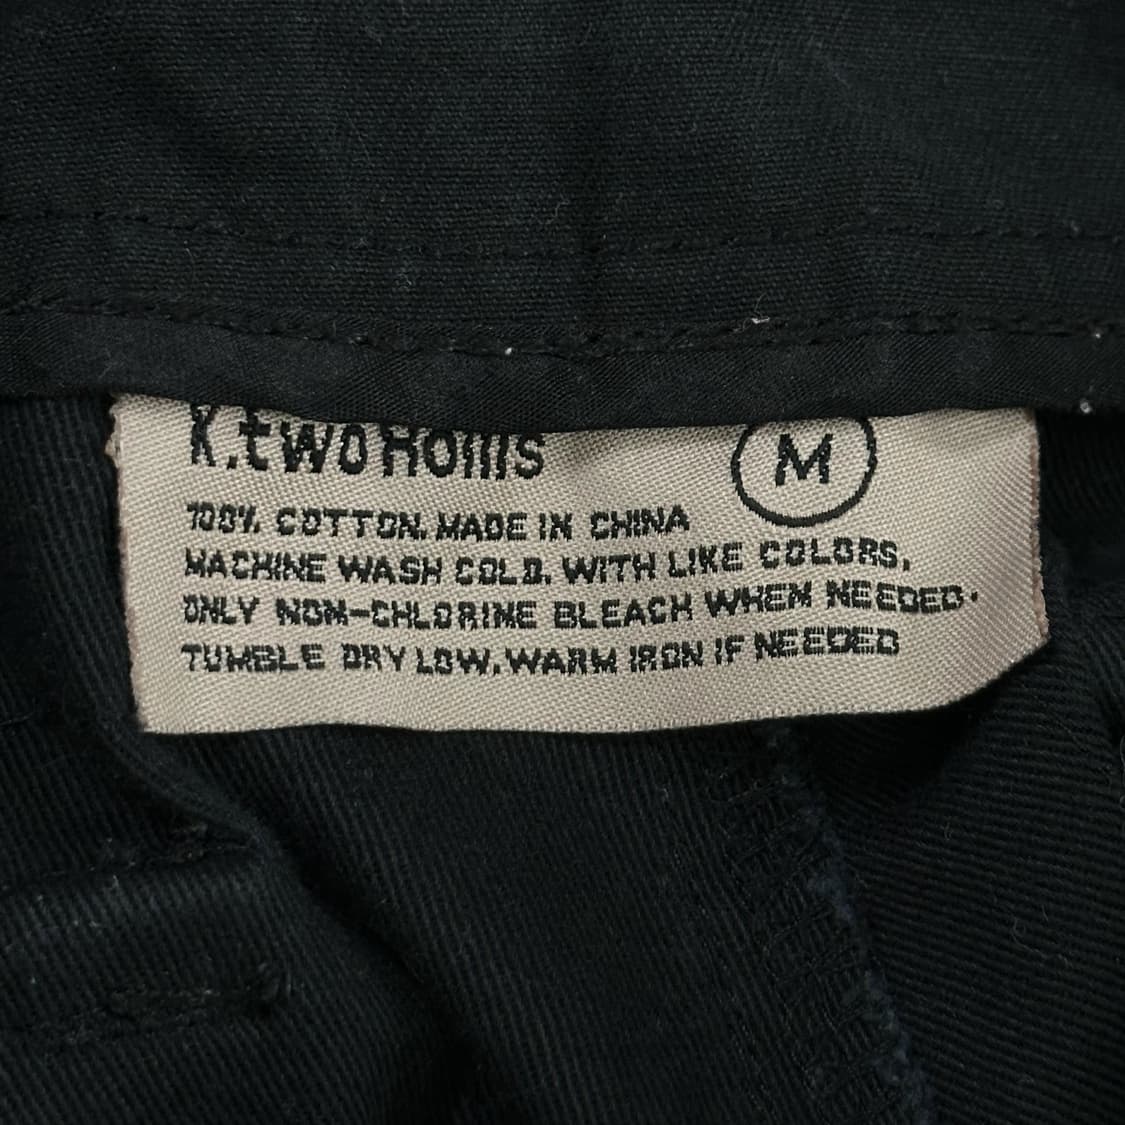 K.two Rolls M
100% COTTON. MADE IN CHINA
MACHINE WASH COLD. WITH LIKE COLORS,
ONLY NON-CHLORINE BLEACH WHEN NEEDED.
TUMBLE DRY LOW. WARM IRON IF NEEDED